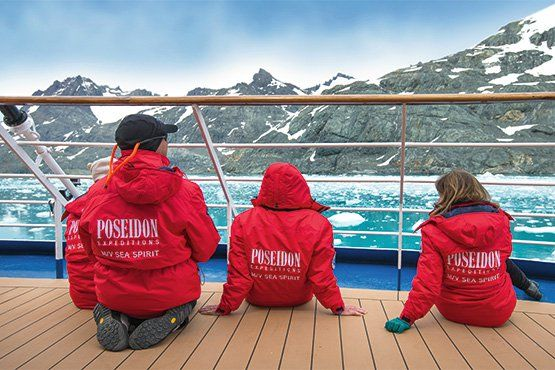 POSEIDON
EXPEDITIONS
M/V SEA SPIRIT
POSEIDON
EXPEDITIONS
M/V SEA SPIRIT
POSEIDON
EXPEDITIONS
M/V SEA SPIRIT